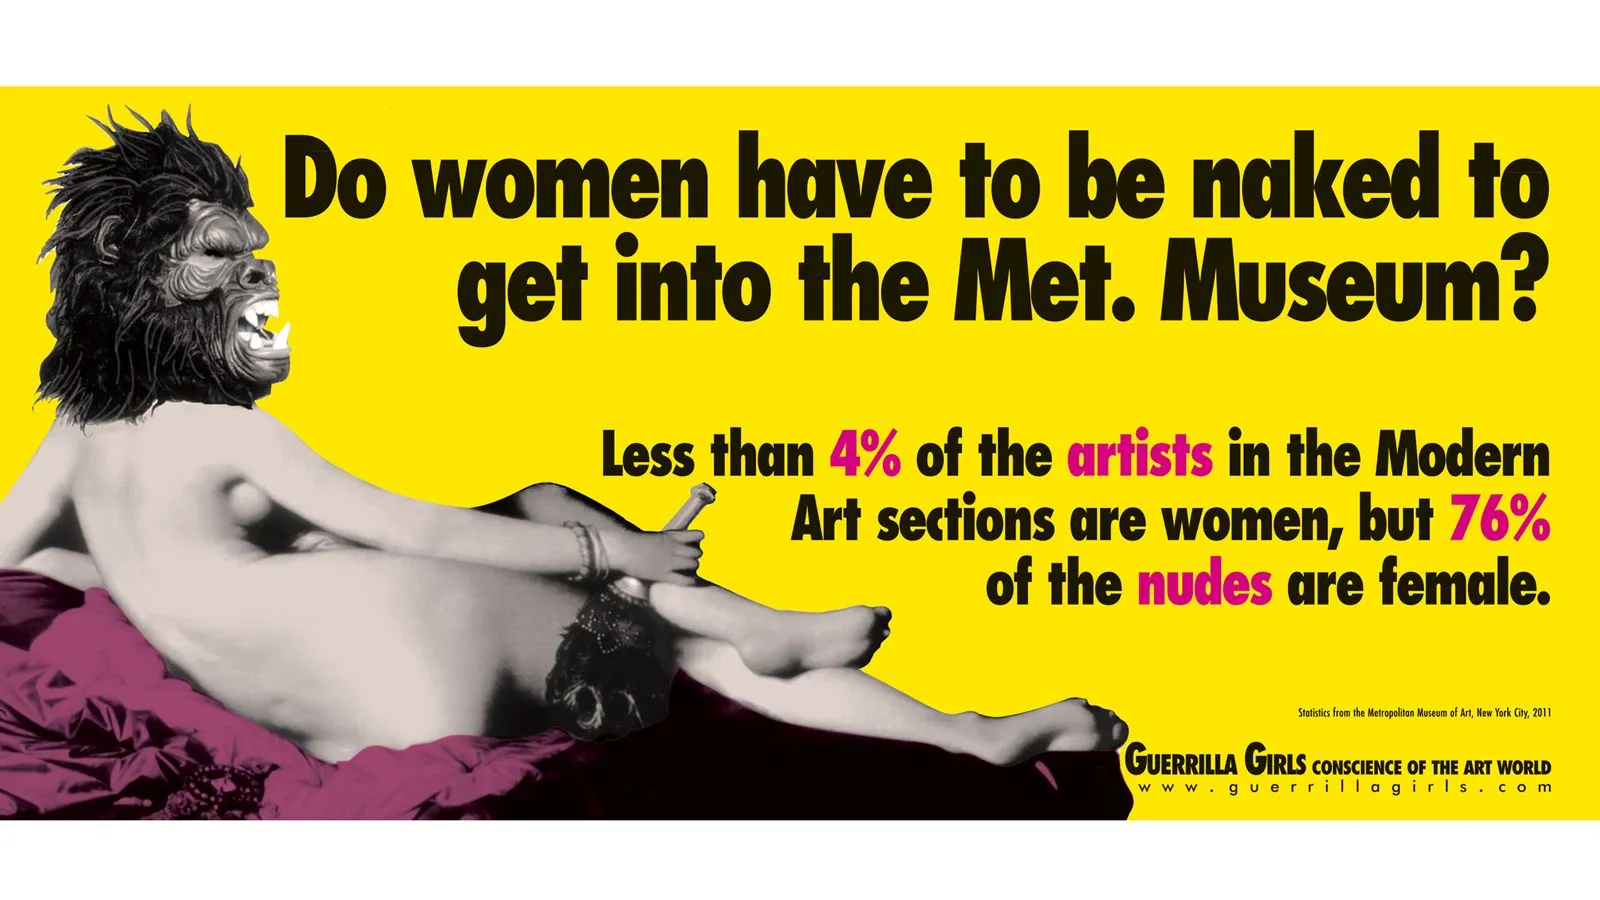 Do women have to be naked to
get into the Met. Museum?
Less than 4% of the artists in the Modern
Art sections are women, but 76%
of the nudes are female.
Statistics from the Metropolitan Museum of Art, New York City, 2011
GUERRILLA GIRLS CONSCIENCE OF THE ART WORLD
www.guerrillagirls.com